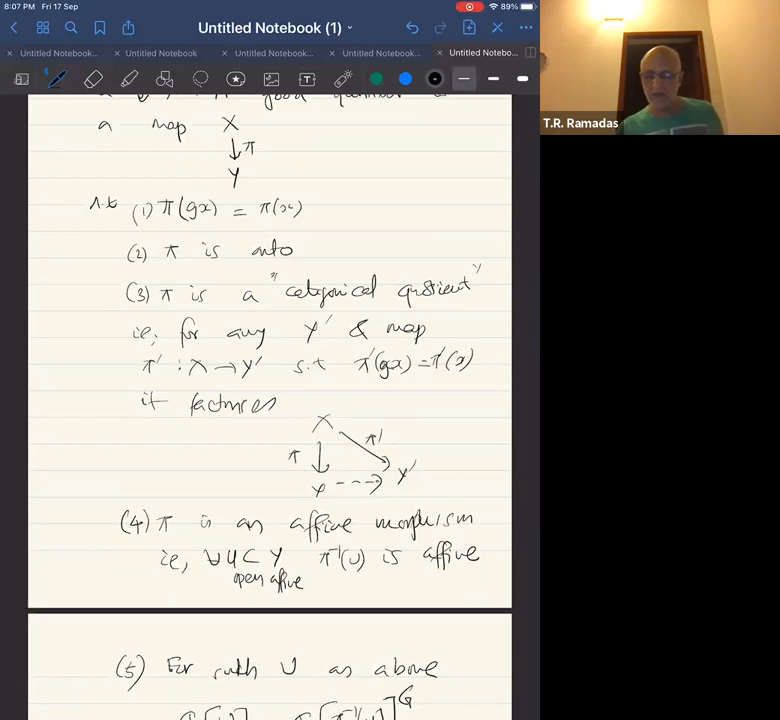 8:07 PM Fri 17 Sep
89%
Untitled Notebook (1)
Untitled Notebook...
Untitled Notebook
Untitled Notebook...
Untitled Notebook...
Untitled Notebo...
T.R. Ramadas
a map X
↓π
Y
s.t (1) π(gx) = π(x)
(2) π is onto
(3) π is a "categorical quotient"
ie, for any Y' & map
π' : X → Y' s.t π'(gx) = π'(x)
it factures
X
π ↓ π'
Y ---> Y'
(4) π is an affine morphism
ie, ∀ U ⊂ Y π⁻¹(U) is affine
open affine
(5) For such U as above